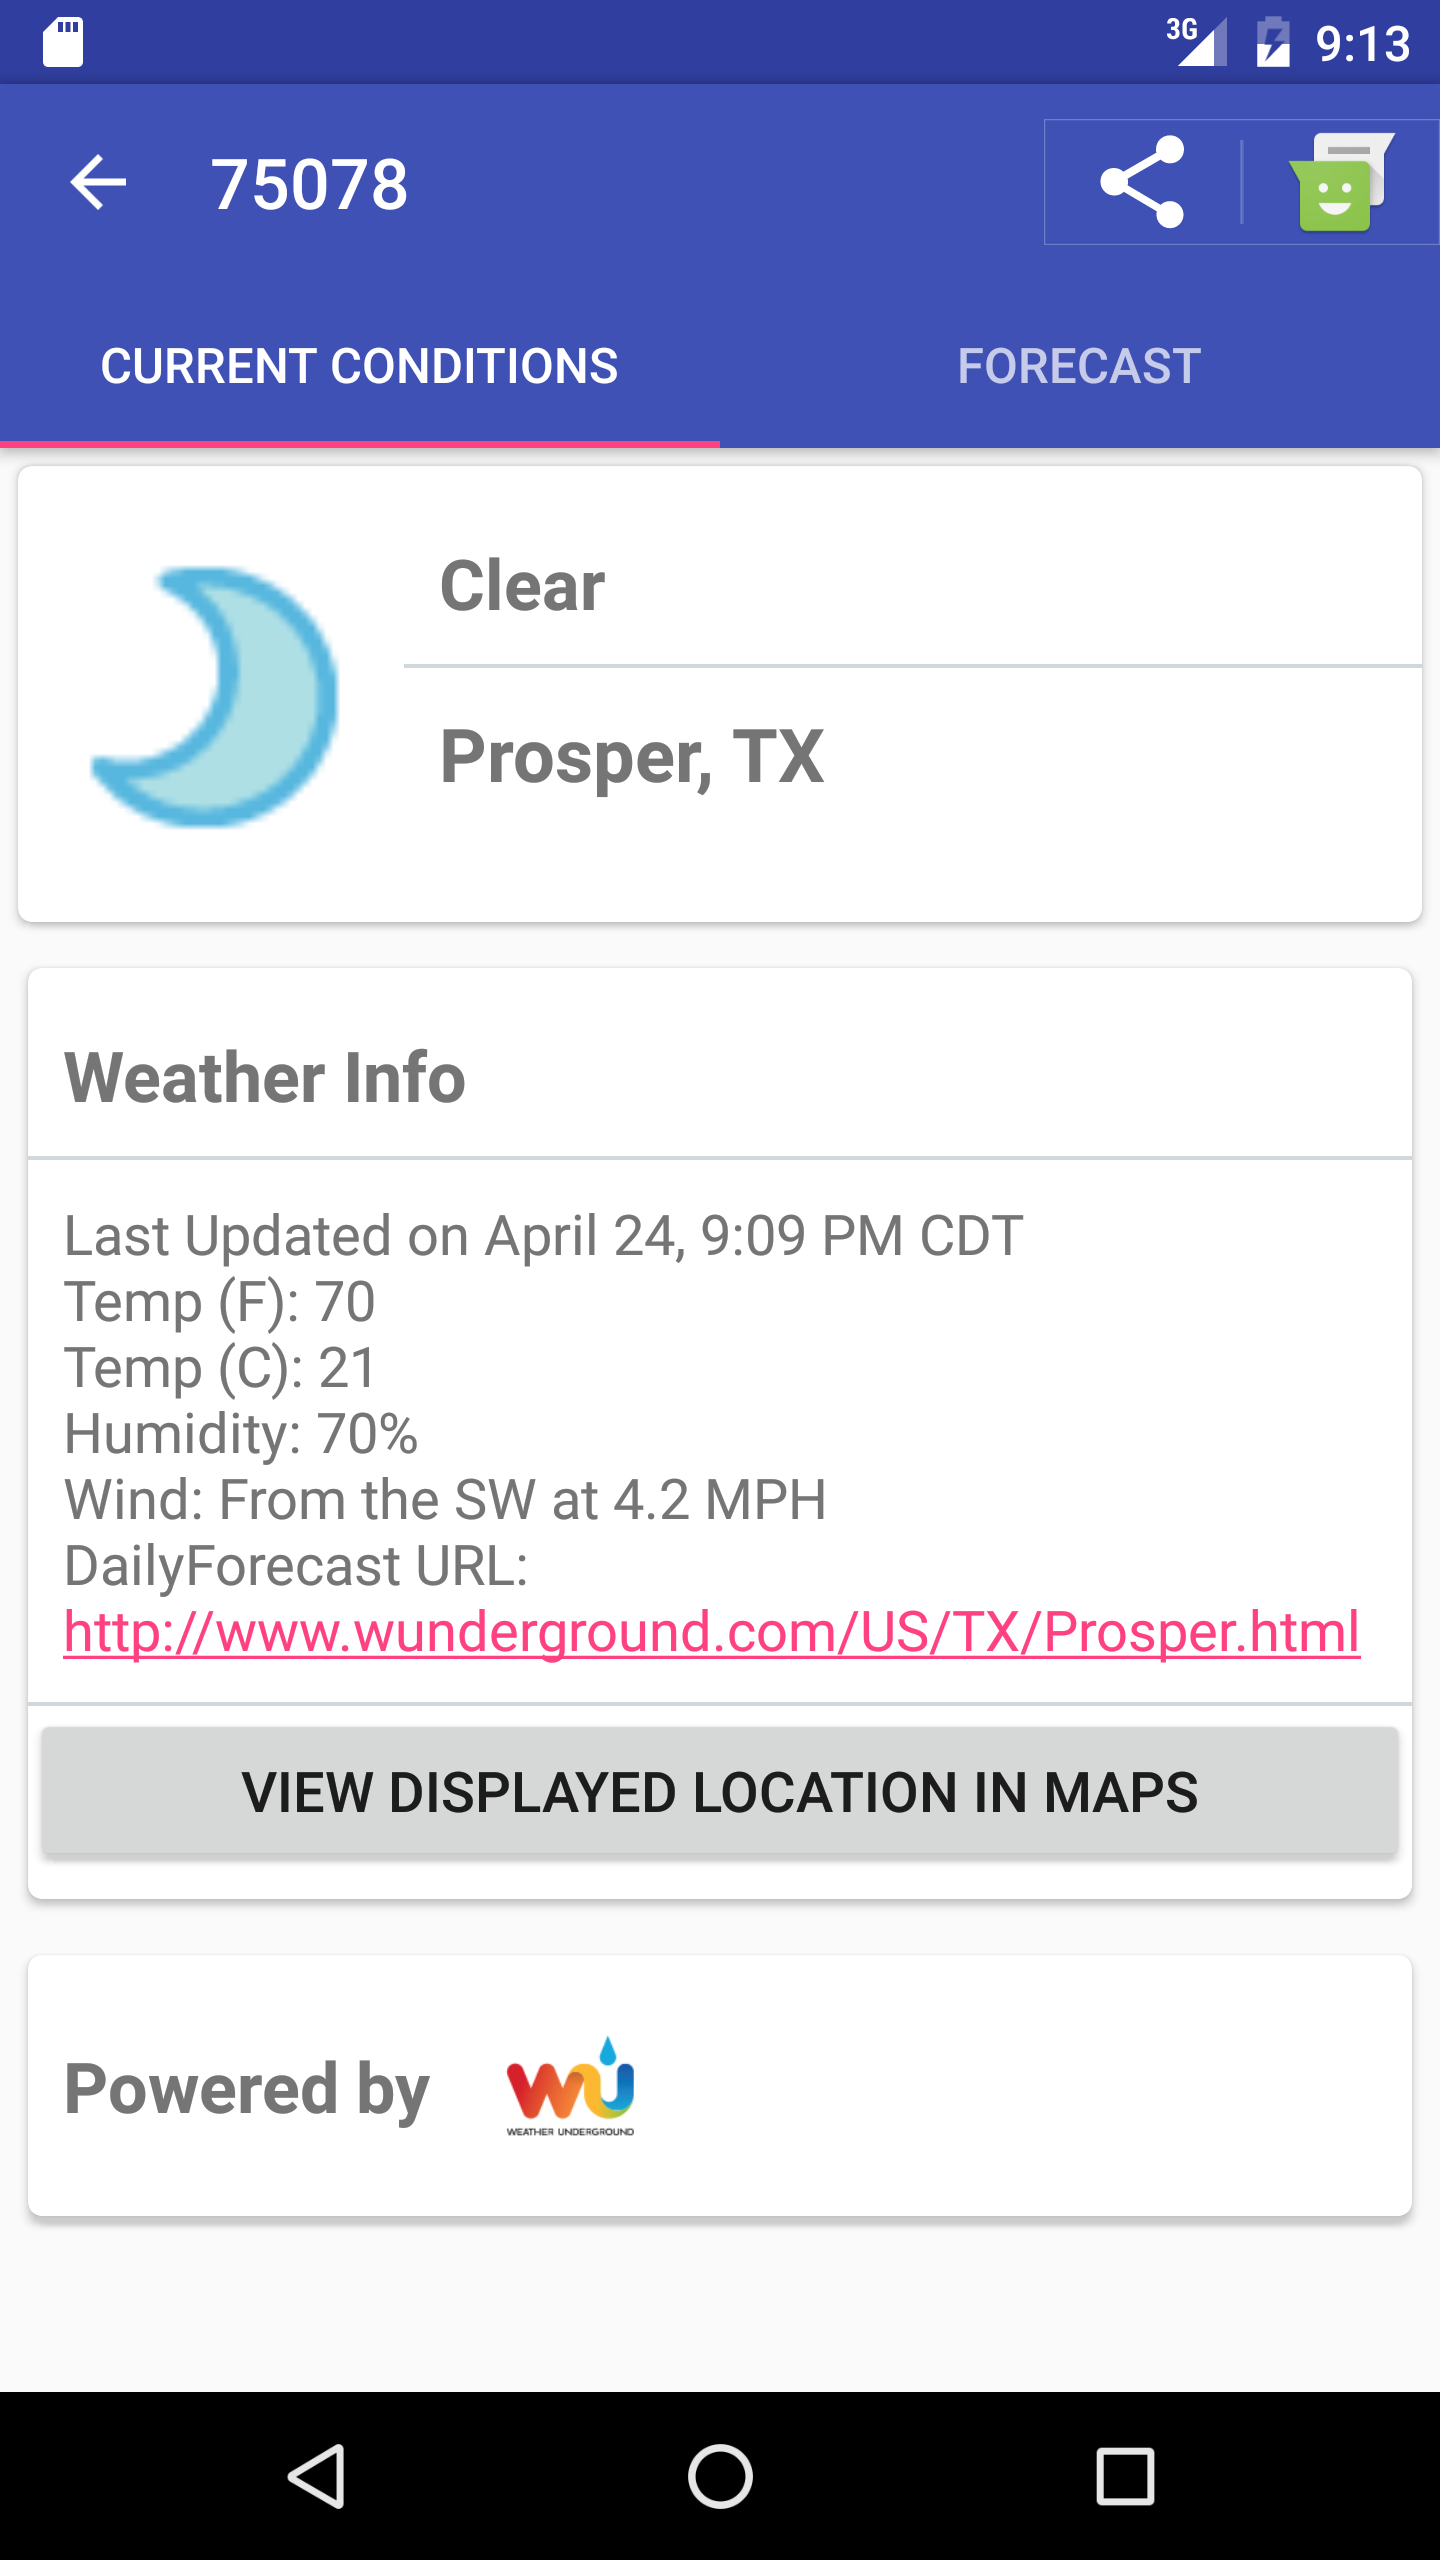 3G 9:13
75078
CURRENT CONDITIONS FORECAST
Clear
Prosper, TX
Weather Info
Last Updated on April 24, 9:09 PM CDT
Temp (F): 70
Temp (C): 21
Humidity: 70%
Wind: From the SW at 4.2 MPH
DailyForecast URL:
http://www.wunderground.com/US/TX/Prosper.html
VIEW DISPLAYED LOCATION IN MAPS
Powered by
WU
WEATHER UNDERGROUND